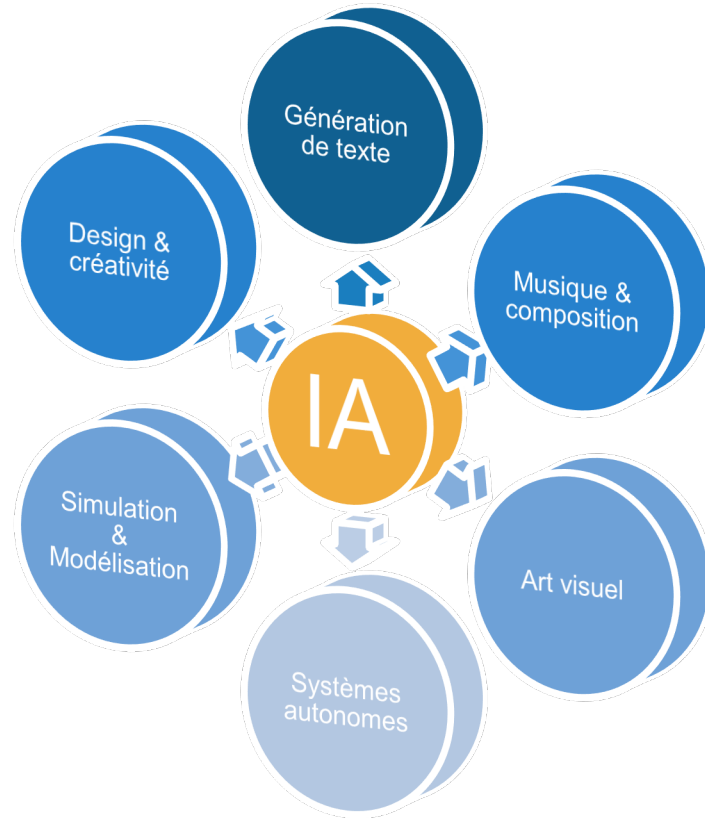 Génération
de texte
Design &
créativité
Musique &
composition
IA
Simulation
&
Modélisation
Art visuel
Systèmes
autonomes